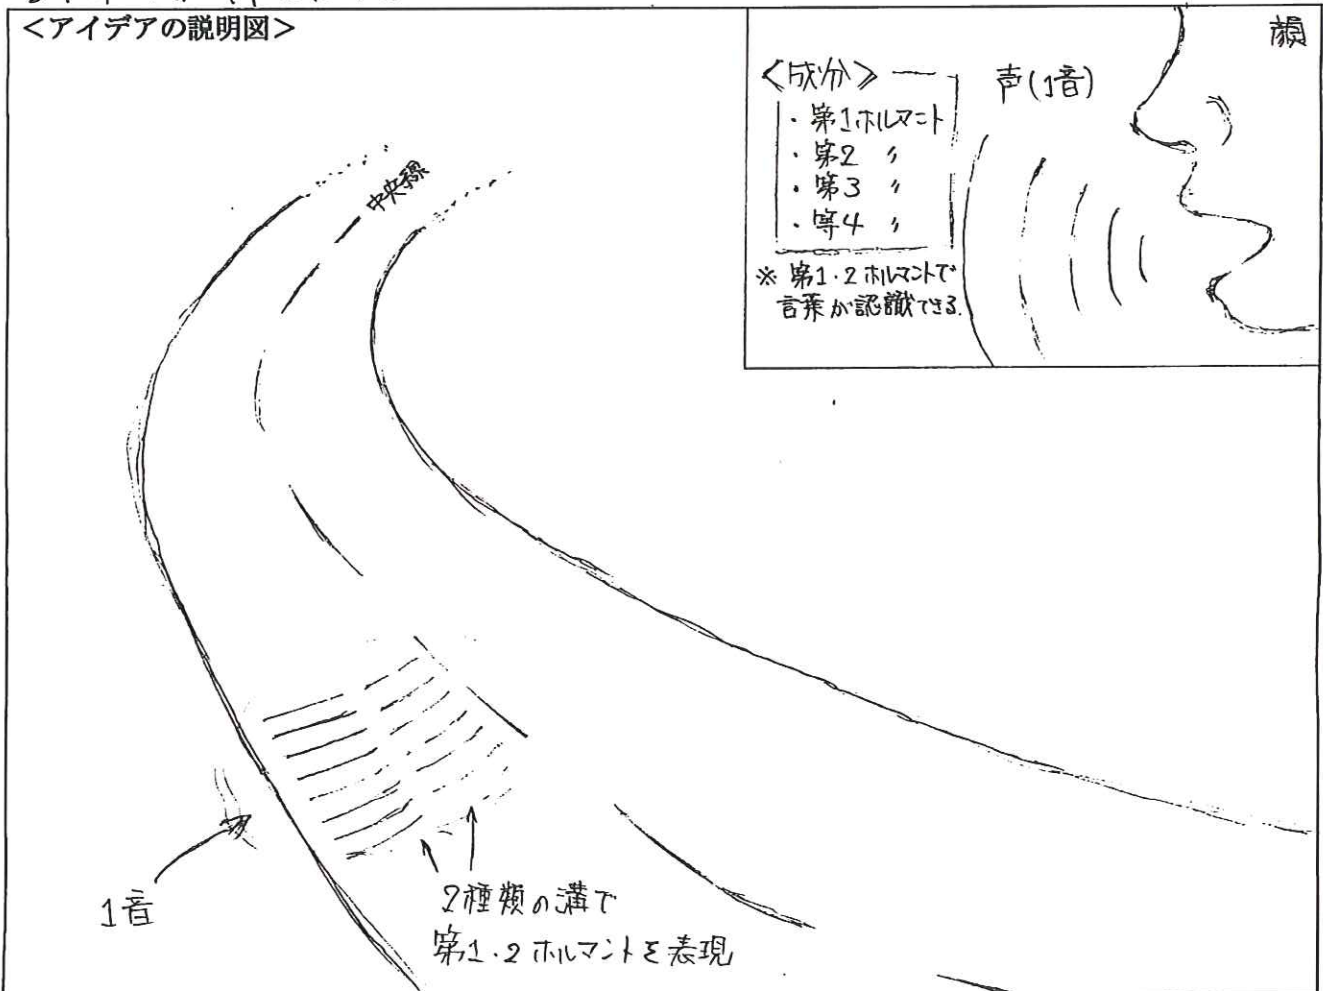 <アイデアの説明図>
顔
<成分>
声(1音)
・第1ホルマント
・第2 〃
・第3 〃
・等4 〃
※ 第1・2ホルマントで
言葉が認識できる.
中央線
1音
2種類の溝で
第1・2ホルマントを表現